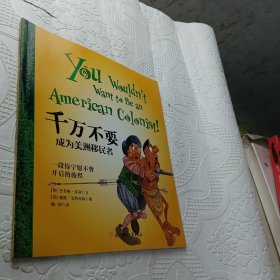 You Wouldn't
Want to Be an
American Colonist!
千万不要
成为美洲移民者
一段你宁愿不曾
开启的旅程